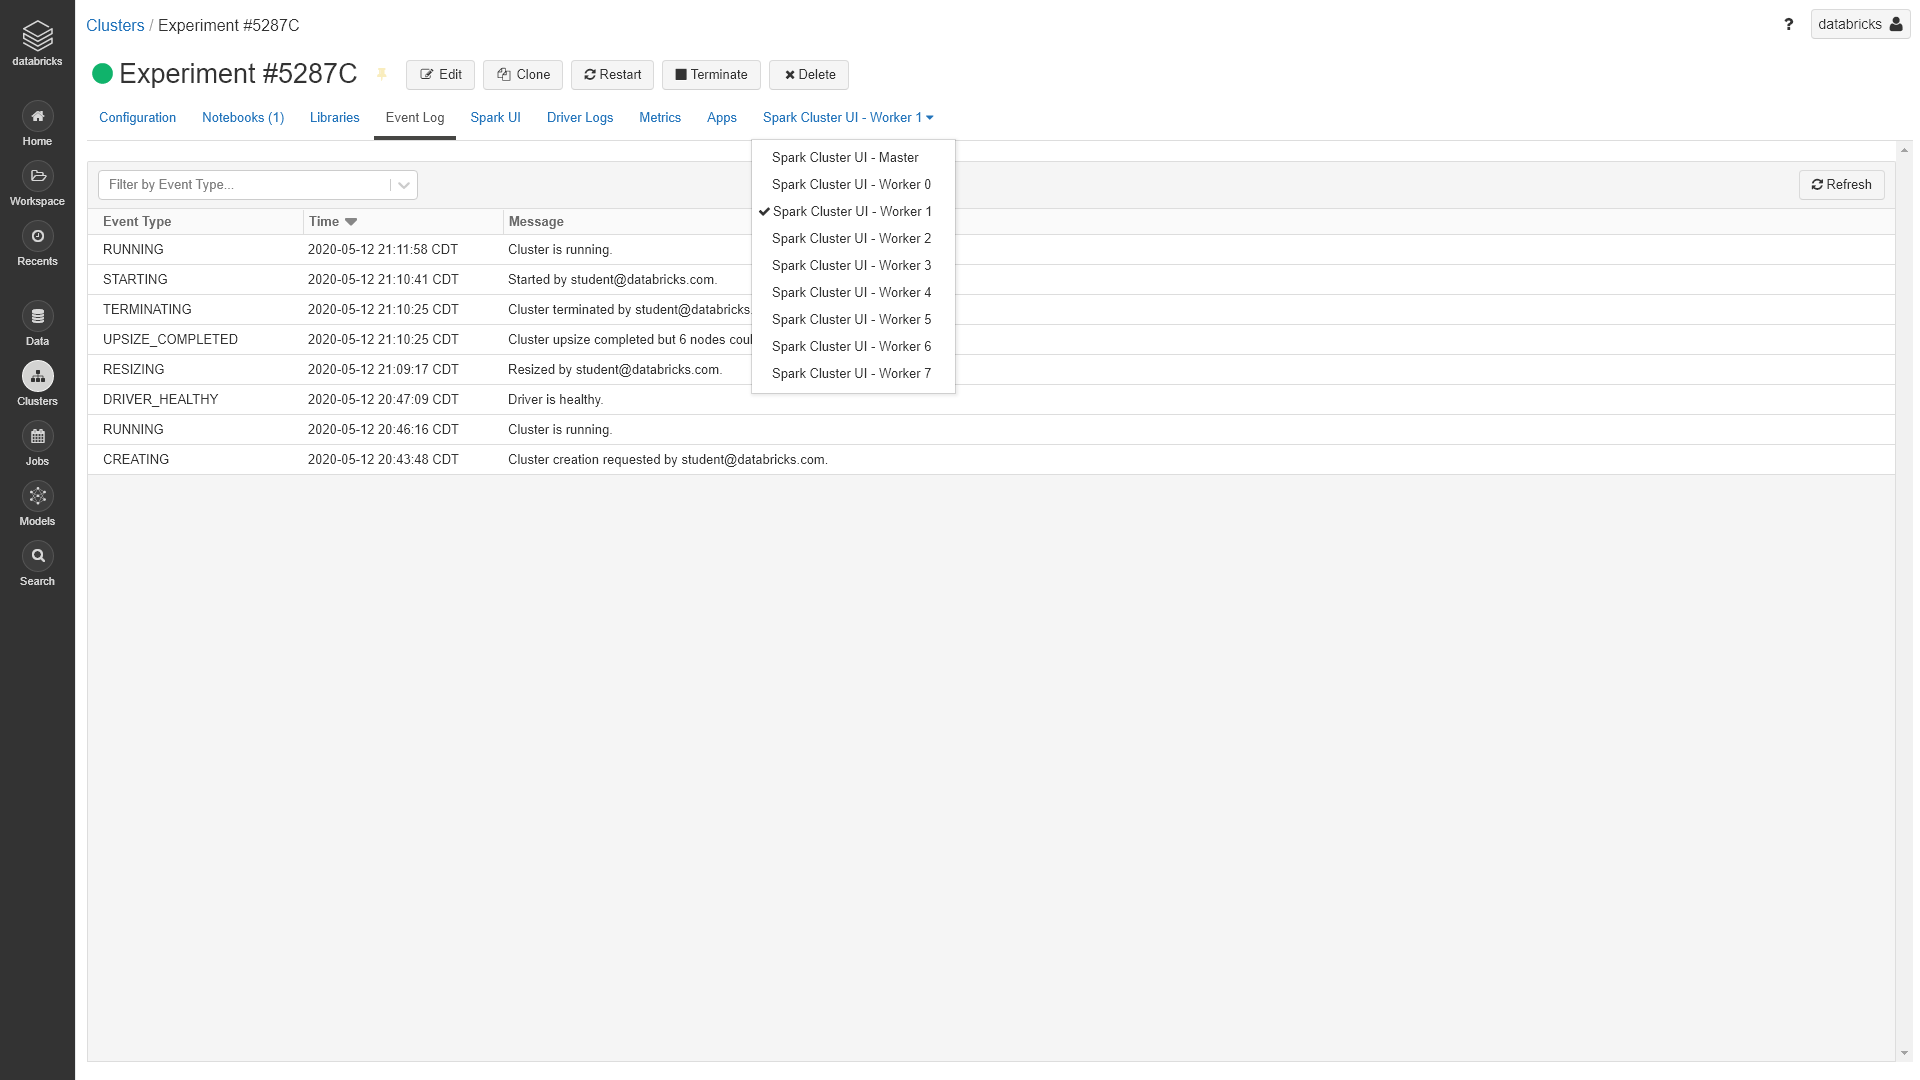 Clusters / Experiment #5287C
? databricks
databricks
Experiment #5287C Edit Clone Restart Terminate Delete
Configuration Notebooks (1) Libraries Event Log Spark UI Driver Logs Metrics Apps Spark Cluster UI - Worker 1
Home
Workspace
Recents
Data
Clusters
Jobs
Models
Search
Spark Cluster UI - Master
Spark Cluster UI - Worker 0
Spark Cluster UI - Worker 1
Spark Cluster UI - Worker 2
Spark Cluster UI - Worker 3
Spark Cluster UI - Worker 4
Spark Cluster UI - Worker 5
Spark Cluster UI - Worker 6
Spark Cluster UI - Worker 7
Filter by Event Type... Refresh
Event Type Time Message
RUNNING 2020-05-12 21:11:58 CDT Cluster is running.
STARTING 2020-05-12 21:10:41 CDT Started by student@databricks.com.
TERMINATING 2020-05-12 21:10:25 CDT Cluster terminated by student@databricks.
UPSIZE_COMPLETED 2020-05-12 21:10:25 CDT Cluster upsize completed but 6 nodes
RESIZING 2020-05-12 21:09:17 CDT Resized by student@databricks.com.
DRIVER_HEALTHY 2020-05-12 20:47:09 CDT Driver is healthy.
RUNNING 2020-05-12 20:46:16 CDT Cluster is running.
CREATING 2020-05-12 20:43:48 CDT Cluster creation requested by student@databricks.com.